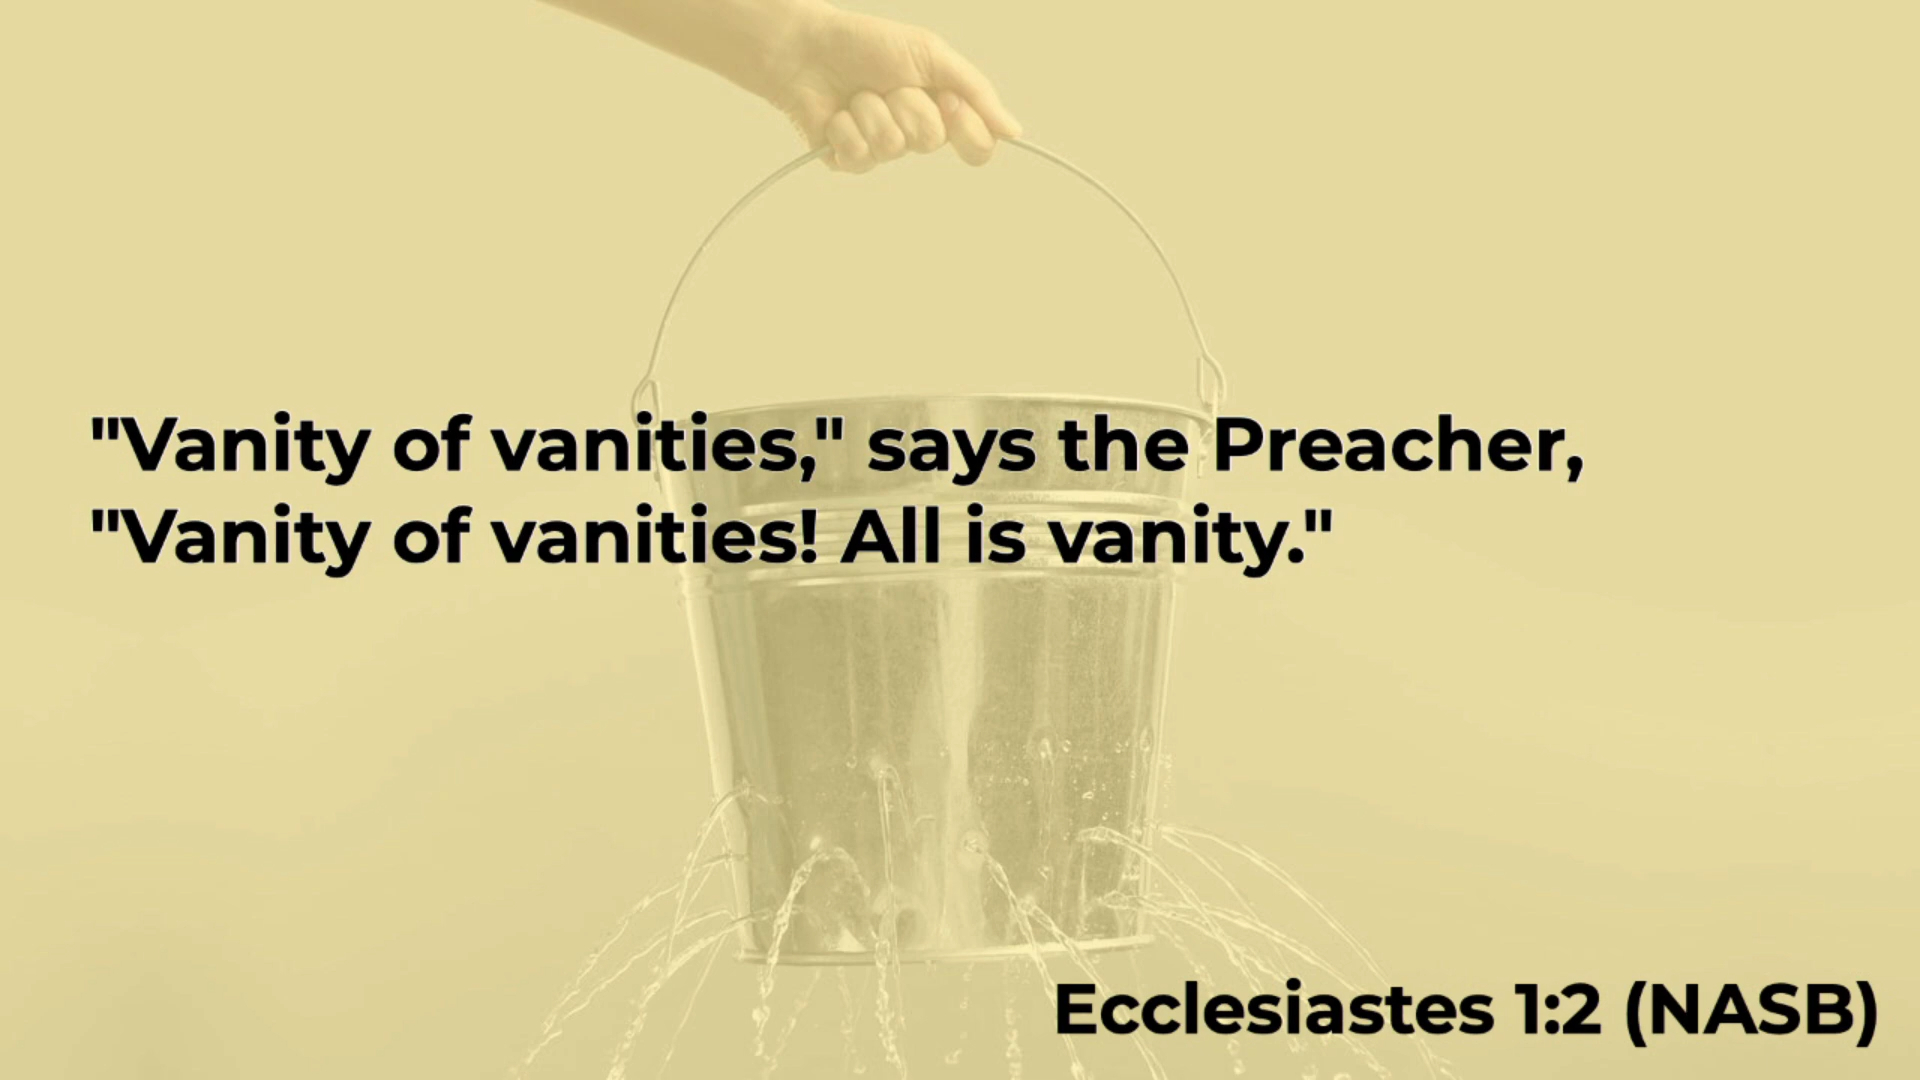 "Vanity of vanities," says the Preacher,
"Vanity of vanities! All is vanity."
Ecclesiastes 1:2 (NASB)